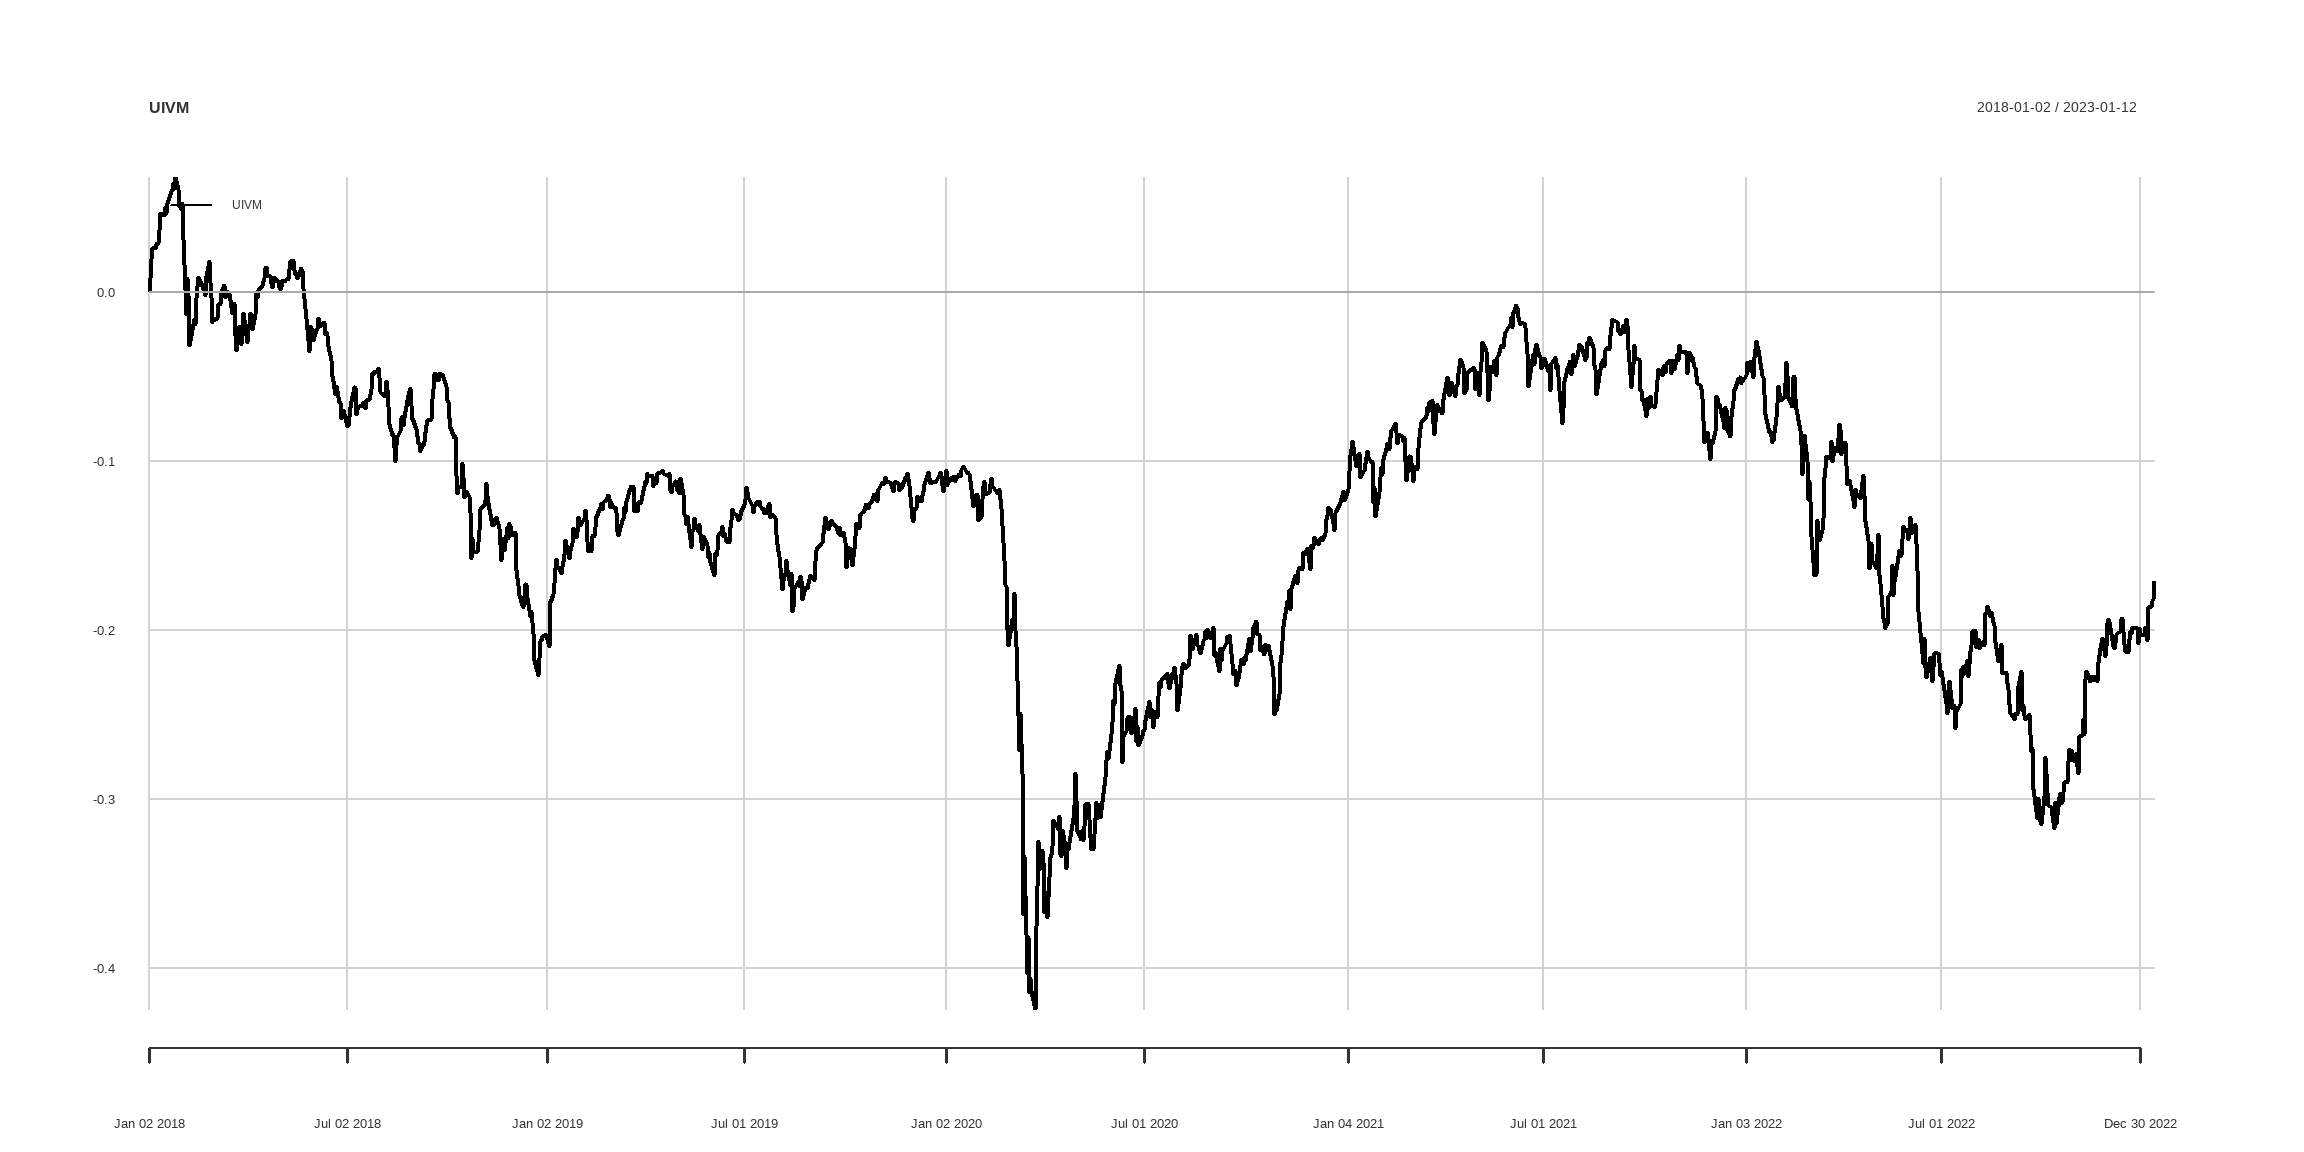 UIVM
2018-01-02 / 2023-01-12
UIVM
0.0
-0.1
-0.2
-0.3
-0.4
Jan 02 2018
Jul 02 2018
Jan 02 2019
Jul 01 2019
Jan 02 2020
Jul 01 2020
Jan 04 2021
Jul 01 2021
Jan 03 2022
Jul 01 2022
Dec 30 2022